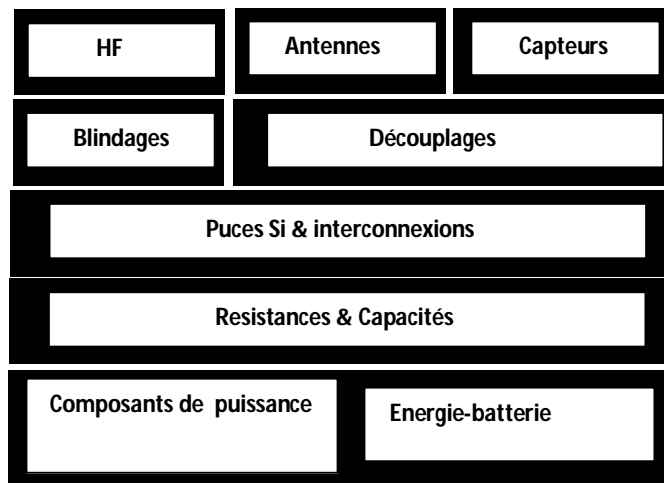 HF
Antennes
Capteurs
Blindages
Découplages
Puces Si & interconnexions
Resistances & Capacités
Composants de puissance
Energie-batterie